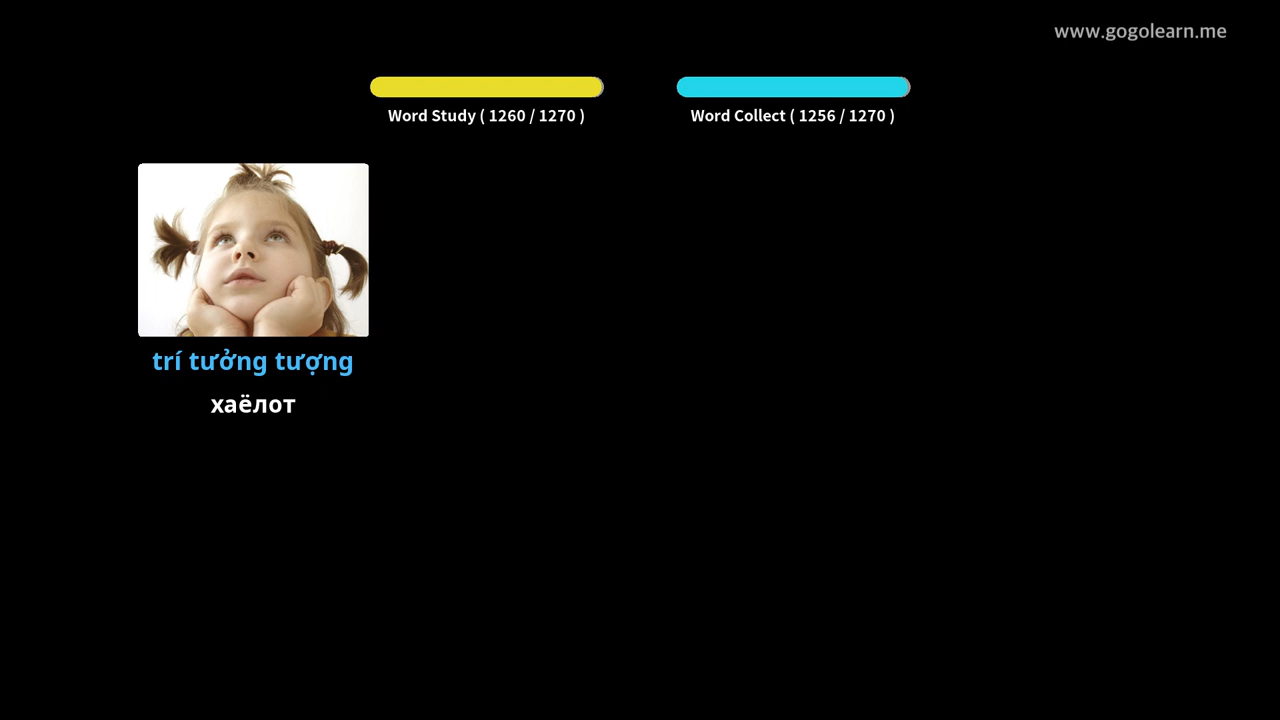 www.gogolearn.me
Word Study ( 1260 / 1270 )
Word Collect ( 1256 / 1270 )
trí tưởng tượng
хаёлот